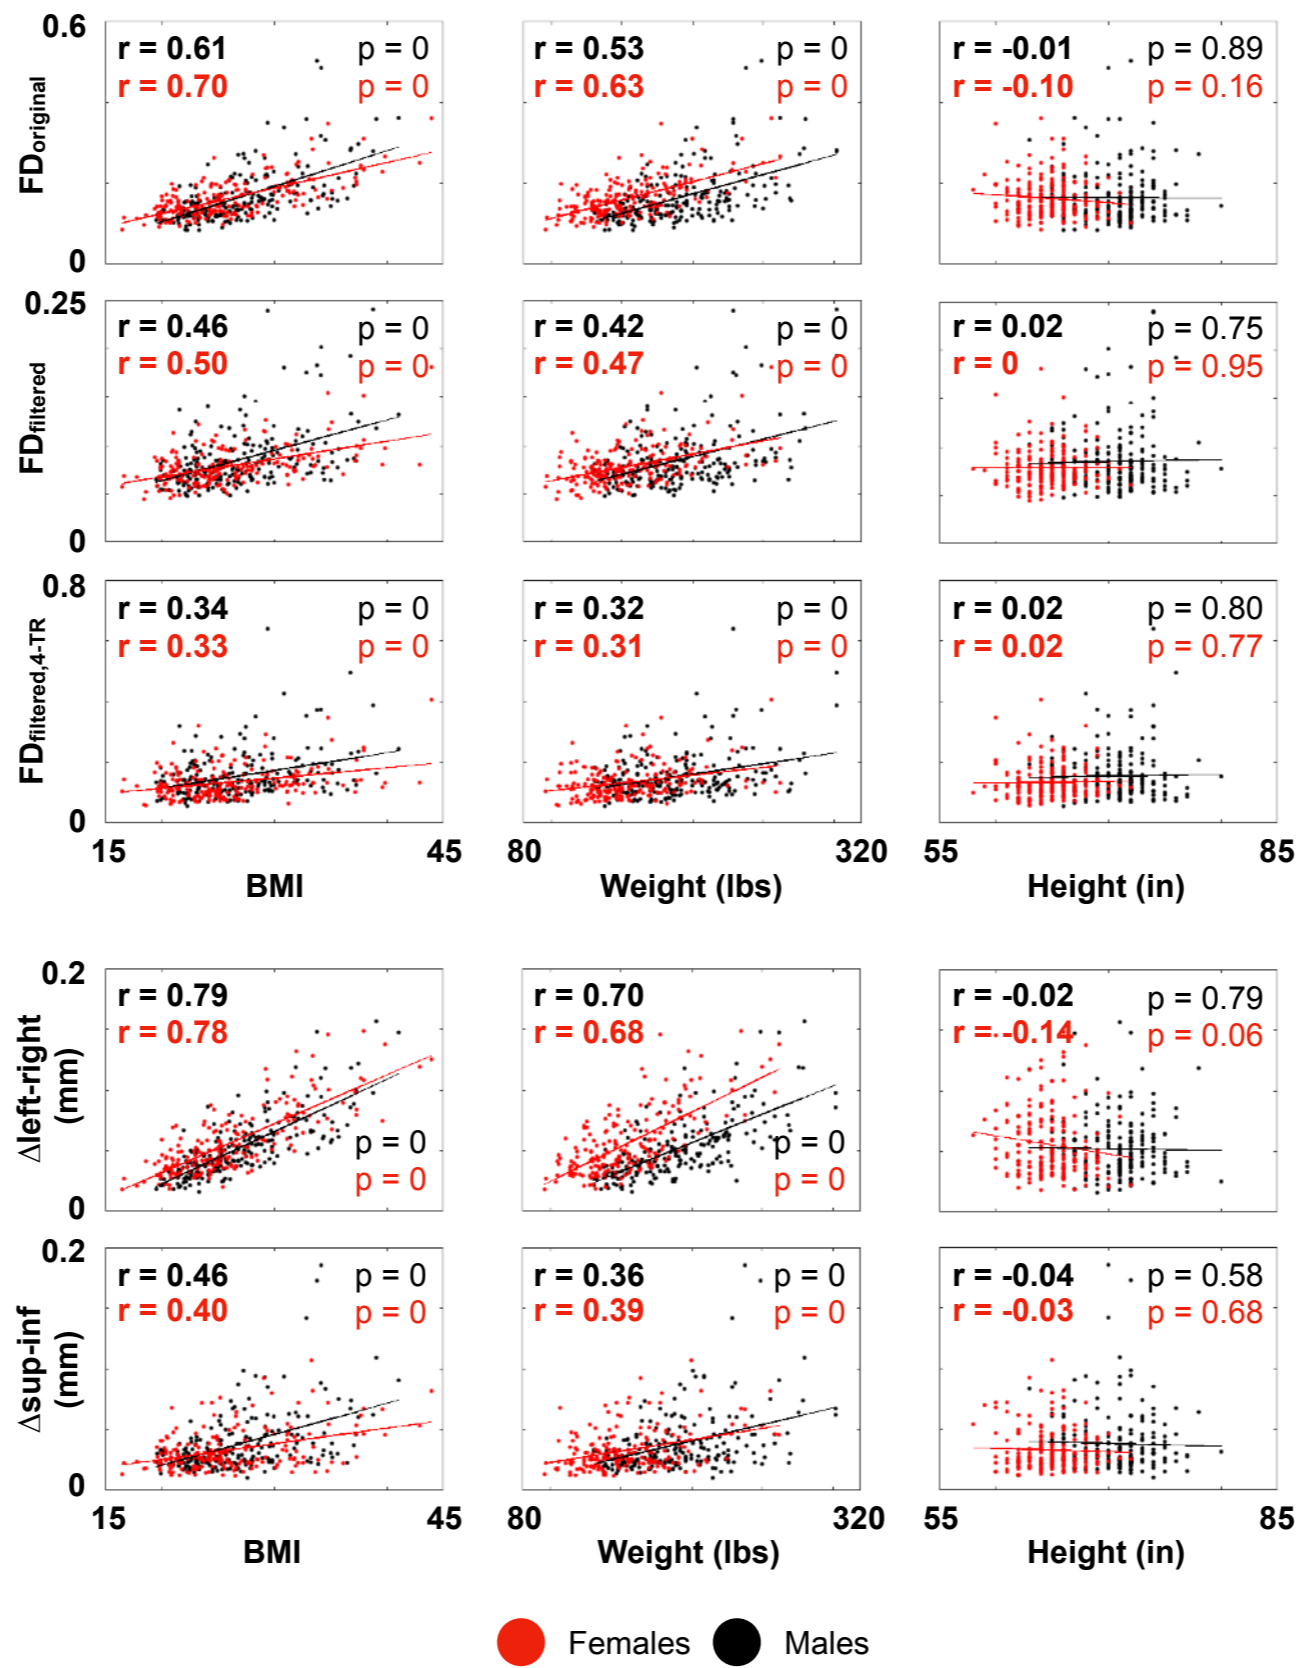 0.6
FDoriginal
0
r = 0.61 p = 0
r = 0.70 p = 0
r = 0.53 p = 0
r = 0.63 p = 0
r = -0.01 p = 0.89
r = -0.10 p = 0.16
0.25
FDfiltered
0
r = 0.46 p = 0
r = 0.50 p = 0
r = 0.42 p = 0
r = 0.47 p = 0
r = 0.02 p = 0.75
r = 0 p = 0.95
0.8
FDfiltered,4-TR
0
r = 0.34 p = 0
r = 0.33 p = 0
r = 0.32 p = 0
r = 0.31 p = 0
r = 0.02 p = 0.80
r = 0.02 p = 0.77
15 45
BMI
80 320
Weight (lbs)
55 85
Height (in)
0.2
Δleft-right
(mm)
0
r = 0.79
r = 0.78
p = 0
p = 0
r = 0.70
r = 0.68
p = 0
p = 0
r = -0.02 p = 0.79
r = -0.14 p = 0.06
0.2
Δsup-inf
(mm)
0
r = 0.46 p = 0
r = 0.40 p = 0
r = 0.36 p = 0
r = 0.39 p = 0
r = -0.04 p = 0.58
r = -0.03 p = 0.68
15 45
BMI
80 320
Weight (lbs)
55 85
Height (in)
Females Males